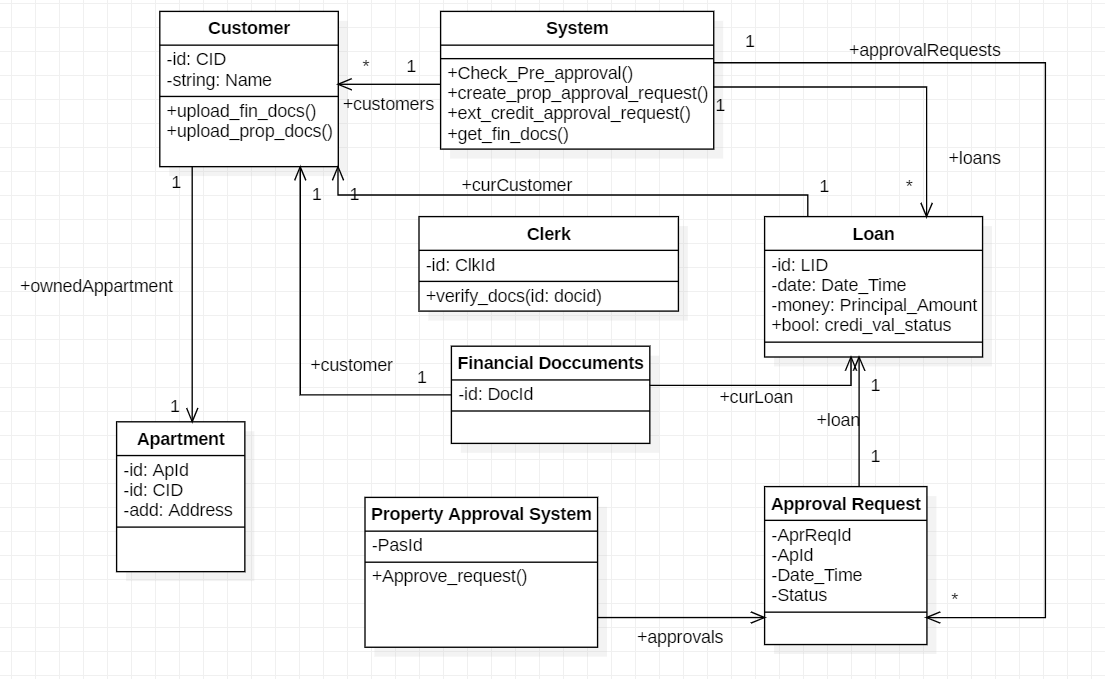 Customer
-id: CID
-string: Name
+upload_fin_docs()
+upload_prop_docs()
System
+Check_Pre_approval()
+create_prop_approval_request()
+ext_credit_approval_request()
+get_fin_docs()
*
1
+customers
1
+approvalRequests
1
+loans
*
1
1
1
+curCustomer
1
Clerk
-id: ClkId
+verify_docs(id: docid)
Loan
-id: LID
-date: Date_Time
-money: Principal_Amount
+bool: credi_val_status
+ownedAppartment
1
+customer
1
Financial Doccuments
-id: DocId
+curLoan
1
+loan
1
Apartment
-id: ApId
-id: CID
-add: Address
Property Approval System
-PasId
+Approve_request()
+approvals
Approval Request
-AprReqId
-ApId
-Date_Time
-Status
*